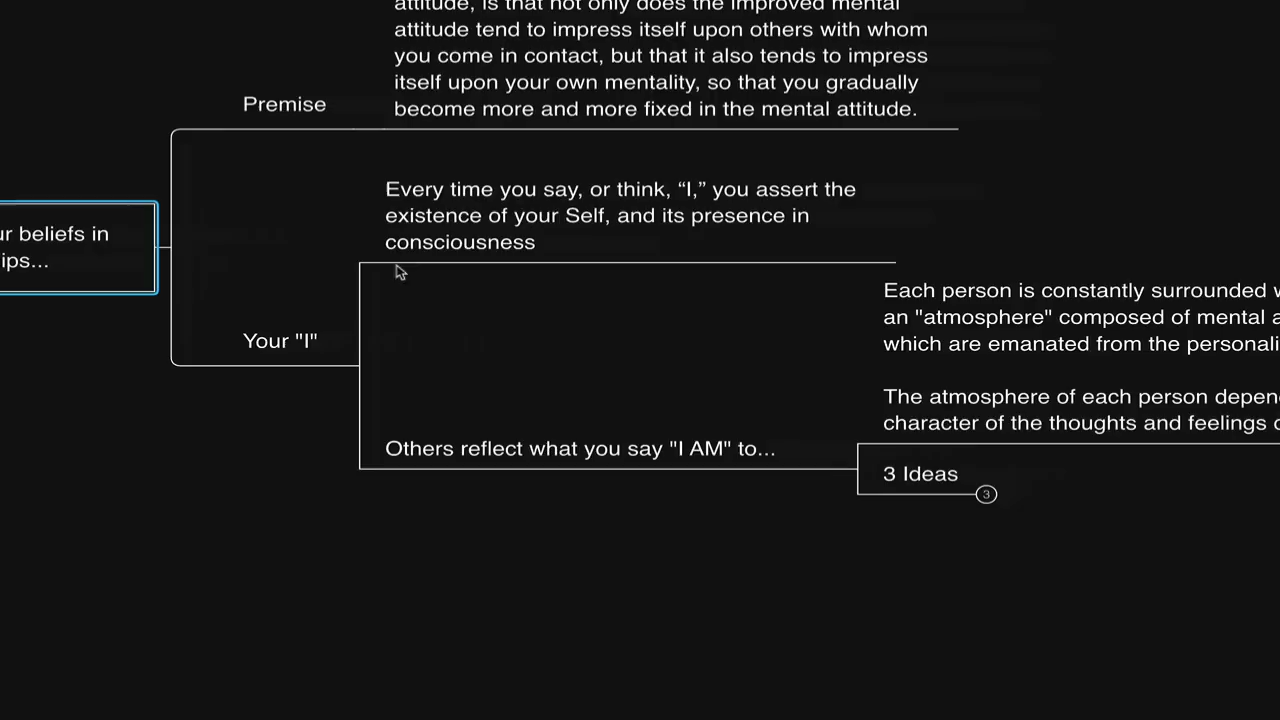 attitude, is that not only does the improved mental
attitude tend to impress itself upon others with whom
you come in contact, but that it also tends to impress
itself upon your own mentality, so that you gradually
become more and more fixed in the mental attitude.
Premise
Every time you say, or think, “I,” you assert the
existence of your Self, and its presence in
consciousness
beliefs in
ips...
Your "I"
Each person is constantly surrounded
an "atmosphere" composed of mental
which are emanated from the
The atmosphere of each person
character of the thoughts and feelings
Others reflect what you say "I AM" to...
3 Ideas
3